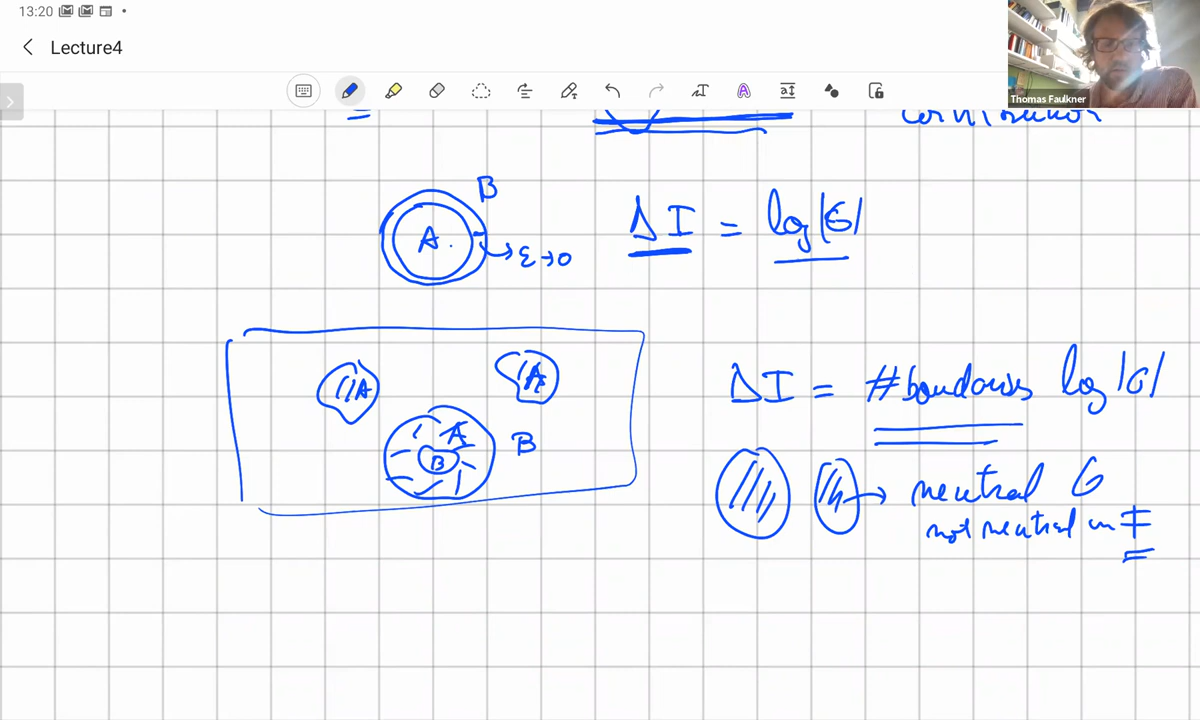 13:20
Lecture4
Thomas Faulkner
B
A
ε→0
ΔI = log|G|
A
A
A
B
B
ΔI = #boundaries log|G|
neutral G
not neutral in F